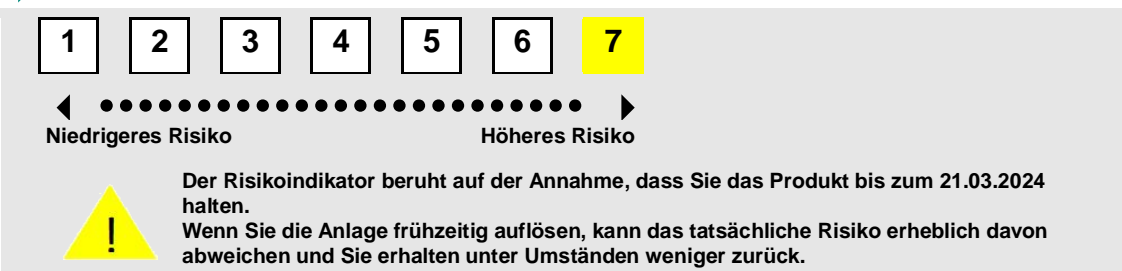 1 2 3 4 5 6 7
Niedrigeres Risiko Höheres Risiko
Der Risikoindikator beruht auf der Annahme, dass Sie das Produkt bis zum 21.03.2024
halten.
! Wenn Sie die Anlage frühzeitig auflösen, kann das tatsächliche Risiko erheblich davon
abweichen und Sie erhalten unter Umständen weniger zurück.